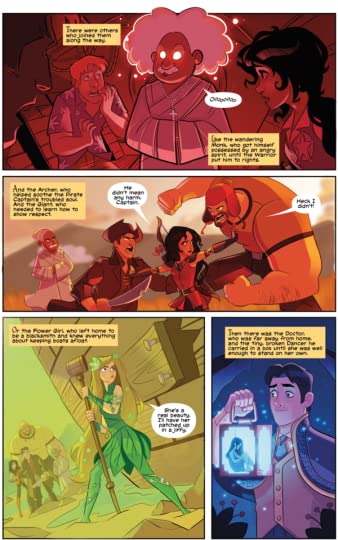 There were others
who joined them
along the way.
Ollloolllo.
Like the wandering
Monk, who got himself
possessed by an angry
spirit, until the Warrior
put him to rights.
And the Archer, who
helped soothe the Pirate
Captain's troubled soul.
And the Giant, who
needed to learn how to
show respect.
He
didn't mean
any harm,
Captain.
Heck I
didn't!
Or the Flower Girl, who left home to
be a blacksmith and knew everything
about keeping boats afloat.
She's a
real beauty.
I'll have her
patched up
in a jiffy.
Then there was the Doctor,
who was far away from home,
and the tiny, broken Dancer he
carried in a box until she was well
enough to stand on her own.